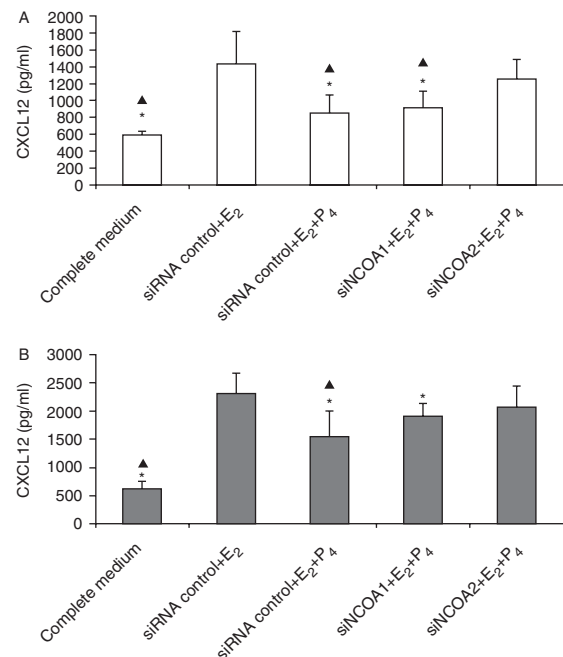 A
CXCL12 (pg/ml)
2000
1800
1600
1400
1200
1000
800
600
400
200
0
▲ * ▲ * ▲ *
Complete medium
siRNA control+E₂
siRNA control+E₂+P₄
siNCOA1+E₂+P₄
siNCOA2+E₂+P₄
B
CXCL12 (pg/ml)
3000
2500
2000
1500
1000
500
0
▲ * ▲ * *
Complete medium
siRNA control+E₂
siRNA control+E₂+P₄
siNCOA1+E₂+P₄
siNCOA2+E₂+P₄